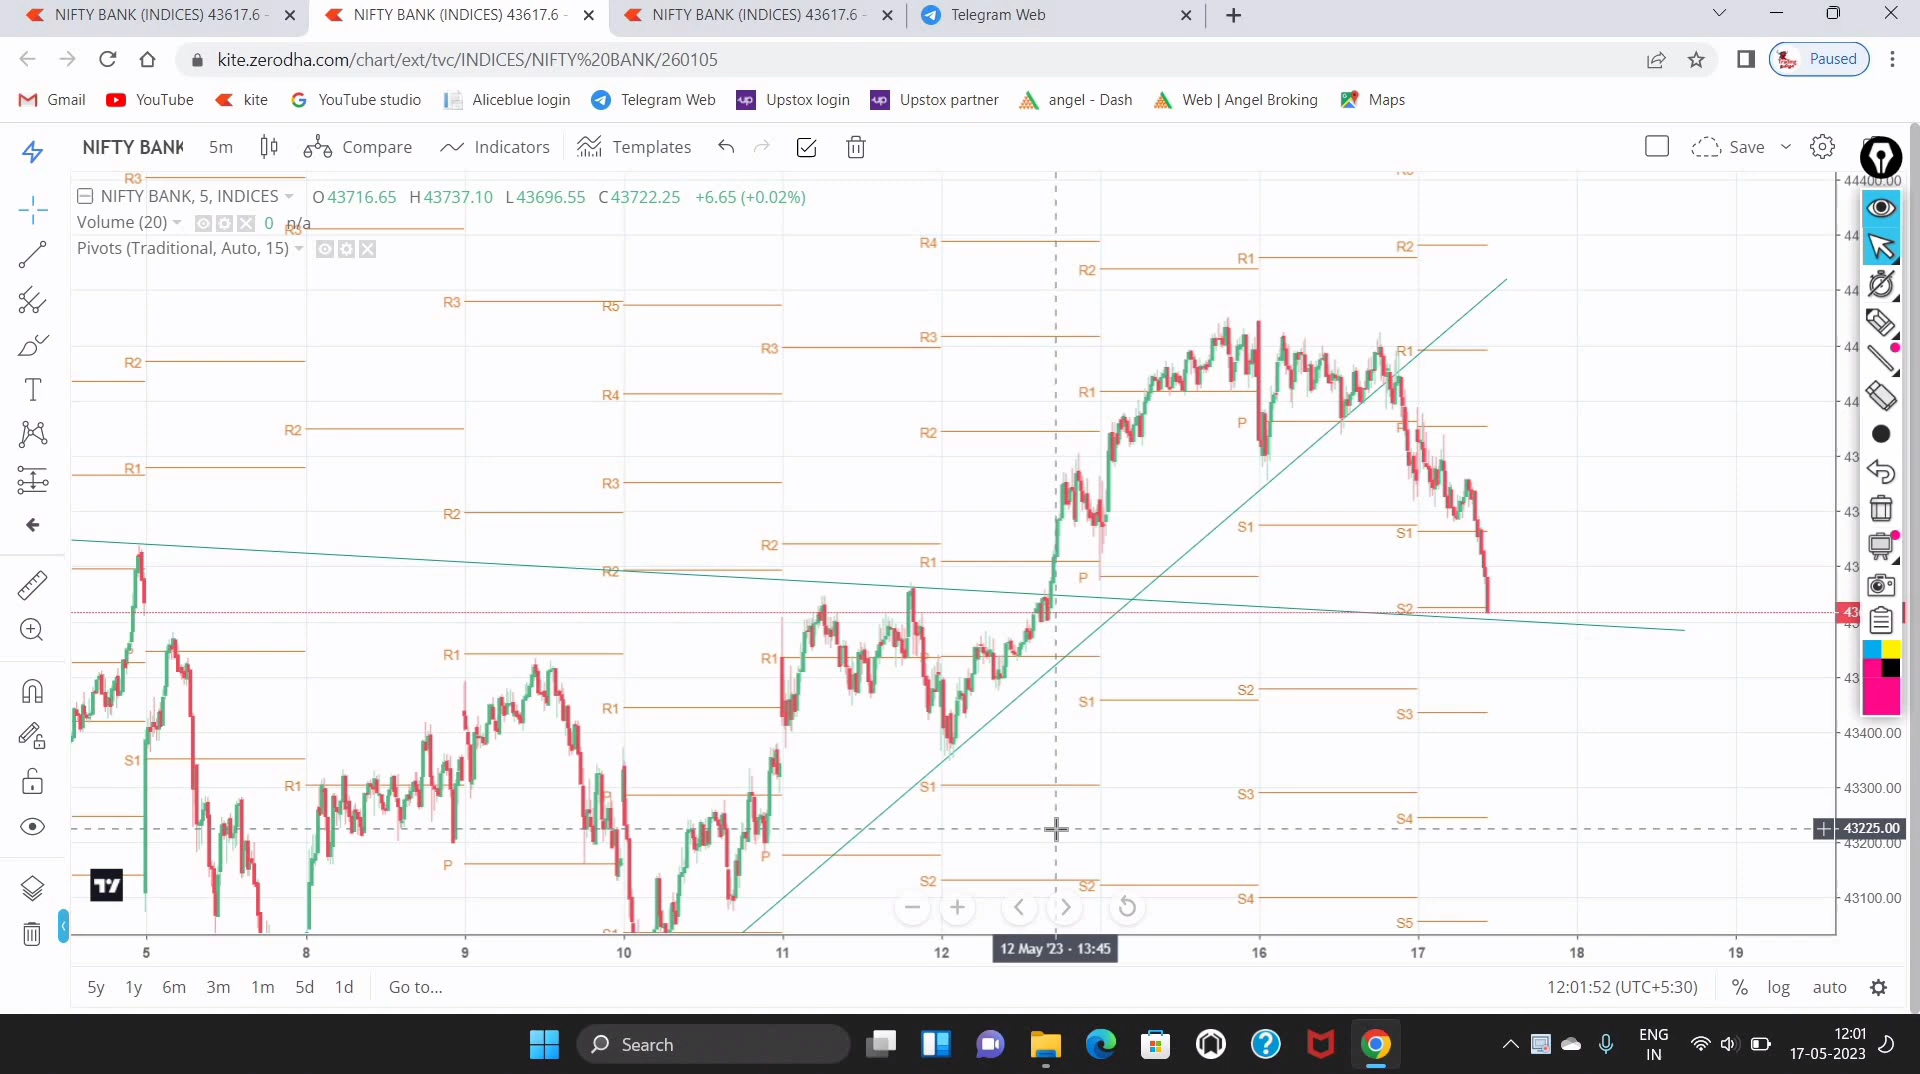 NIFTY BANK (INDICES) 43617.6 -
NIFTY BANK (INDICES) 43617.6 -
NIFTY BANK (INDICES) 43617.6 -
Telegram Web
kite.zerodha.com/chart/ext/tvc/INDICES/NIFTY%20BANK/260105
Paused
Gmail YouTube kite YouTube studio Aliceblue login Telegram Web Upstox login Upstox partner angel - Dash Web | Angel Broking Maps
NIFTY BANK 5m Compare Indicators Templates Save
NIFTY BANK, 5, INDICES O43716.65 H43737.10 L43696.55 C43722.25 +6.65 (+0.02%)
Volume (20) 0 n/a
Pivots (Traditional, Auto, 15)
R3
R4
R2
R2
R1
R3
R5
R3
R3
R1
R2
R4
R1
R2
R2
P
R1
R3
R2
S1
S1
R2
R1
R2
P
S2
R1
R1
S2
R1
S1
S3
S1
R1
P
S1
S3
S4
P
P
S2
S2
S4
S5
43400.00
43300.00
43225.00
43200.00
43100.00
5 8 9 10 11 12 12 May '23 - 13:45 16 17 18 19
5y 1y 6m 3m 1m 5d 1d Go to... 12:01:52 (UTC+5:30) % log auto
Search
ENG
IN
12:01
17-05-2023